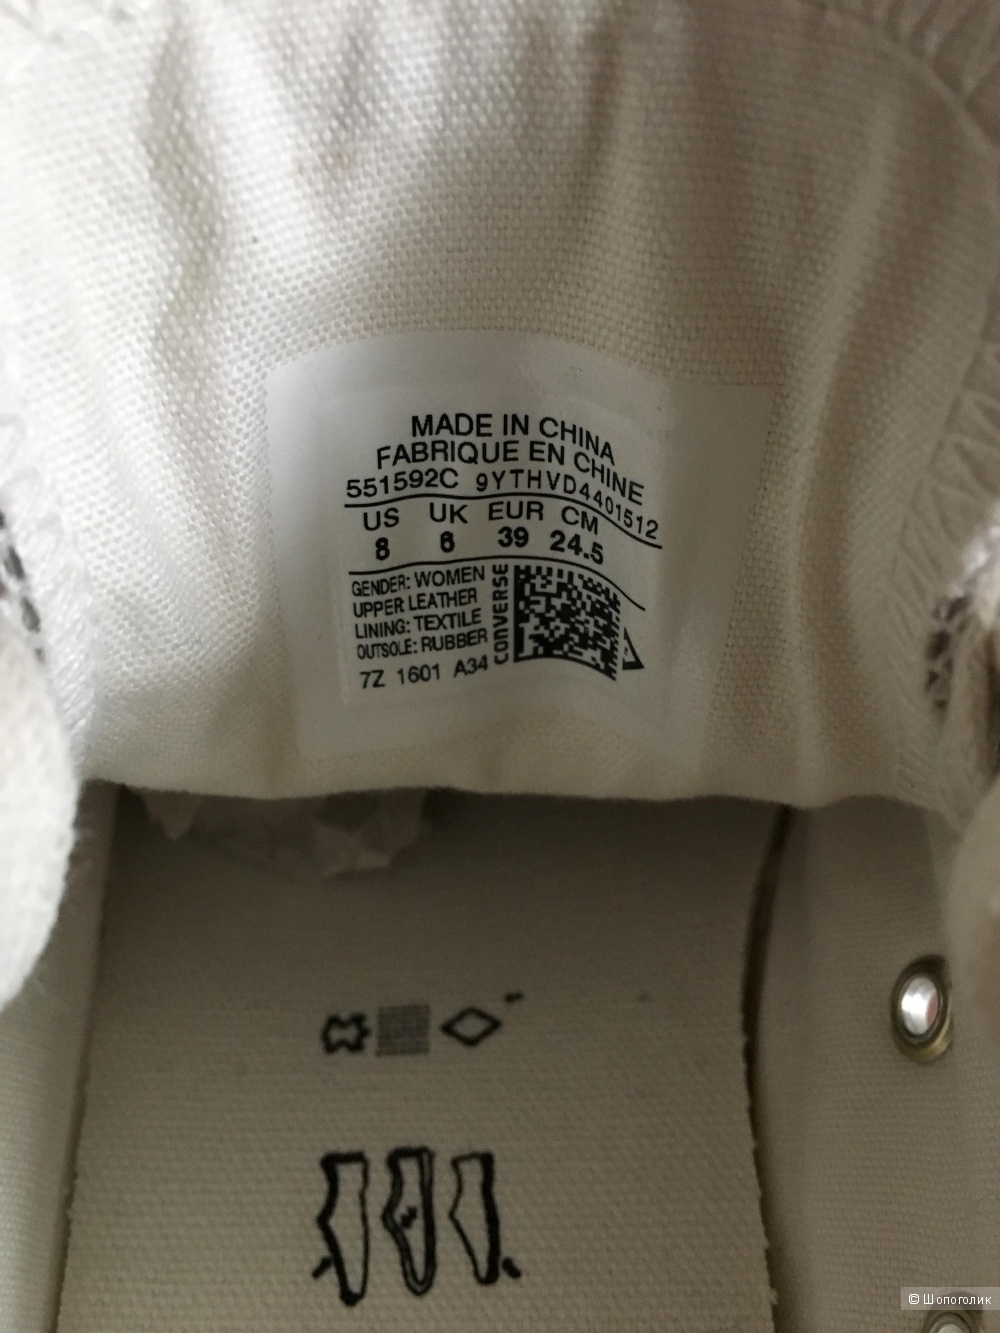 MADE IN CHINA
FABRIQUE EN CHINE
551592C 9YTHVD4401512
US UK EUR CM
8 6 39 24.5
GENDER: WOMEN
UPPER LEATHER
LINING: TEXTILE
OUTSOLE: RUBBER
7Z 1601 A34
CONVERSE
© Шопоголик